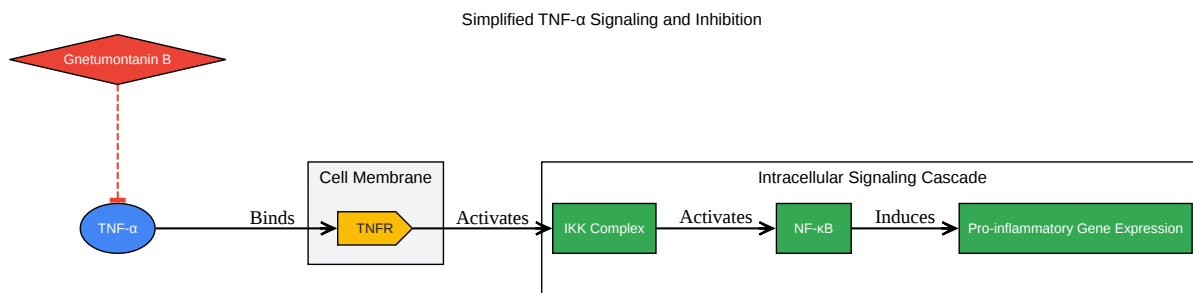 Simplified TNF-α Signaling and Inhibition
Gnetumontanin B
Cell Membrane
Intracellular Signaling Cascade
TNF-α
Binds
TNFR
Activates
IKK Complex
Activates
NF-κB
Induces
Pro-inflammatory Gene Expression